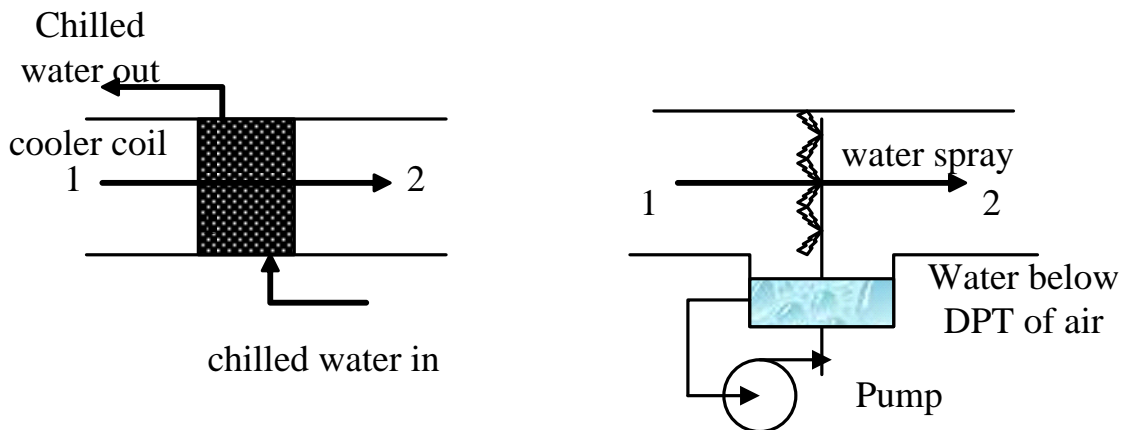 Chilled
water out
cooler coil
1
2
chilled water in
water spray
1
2
Water below
DPT of air
Pump